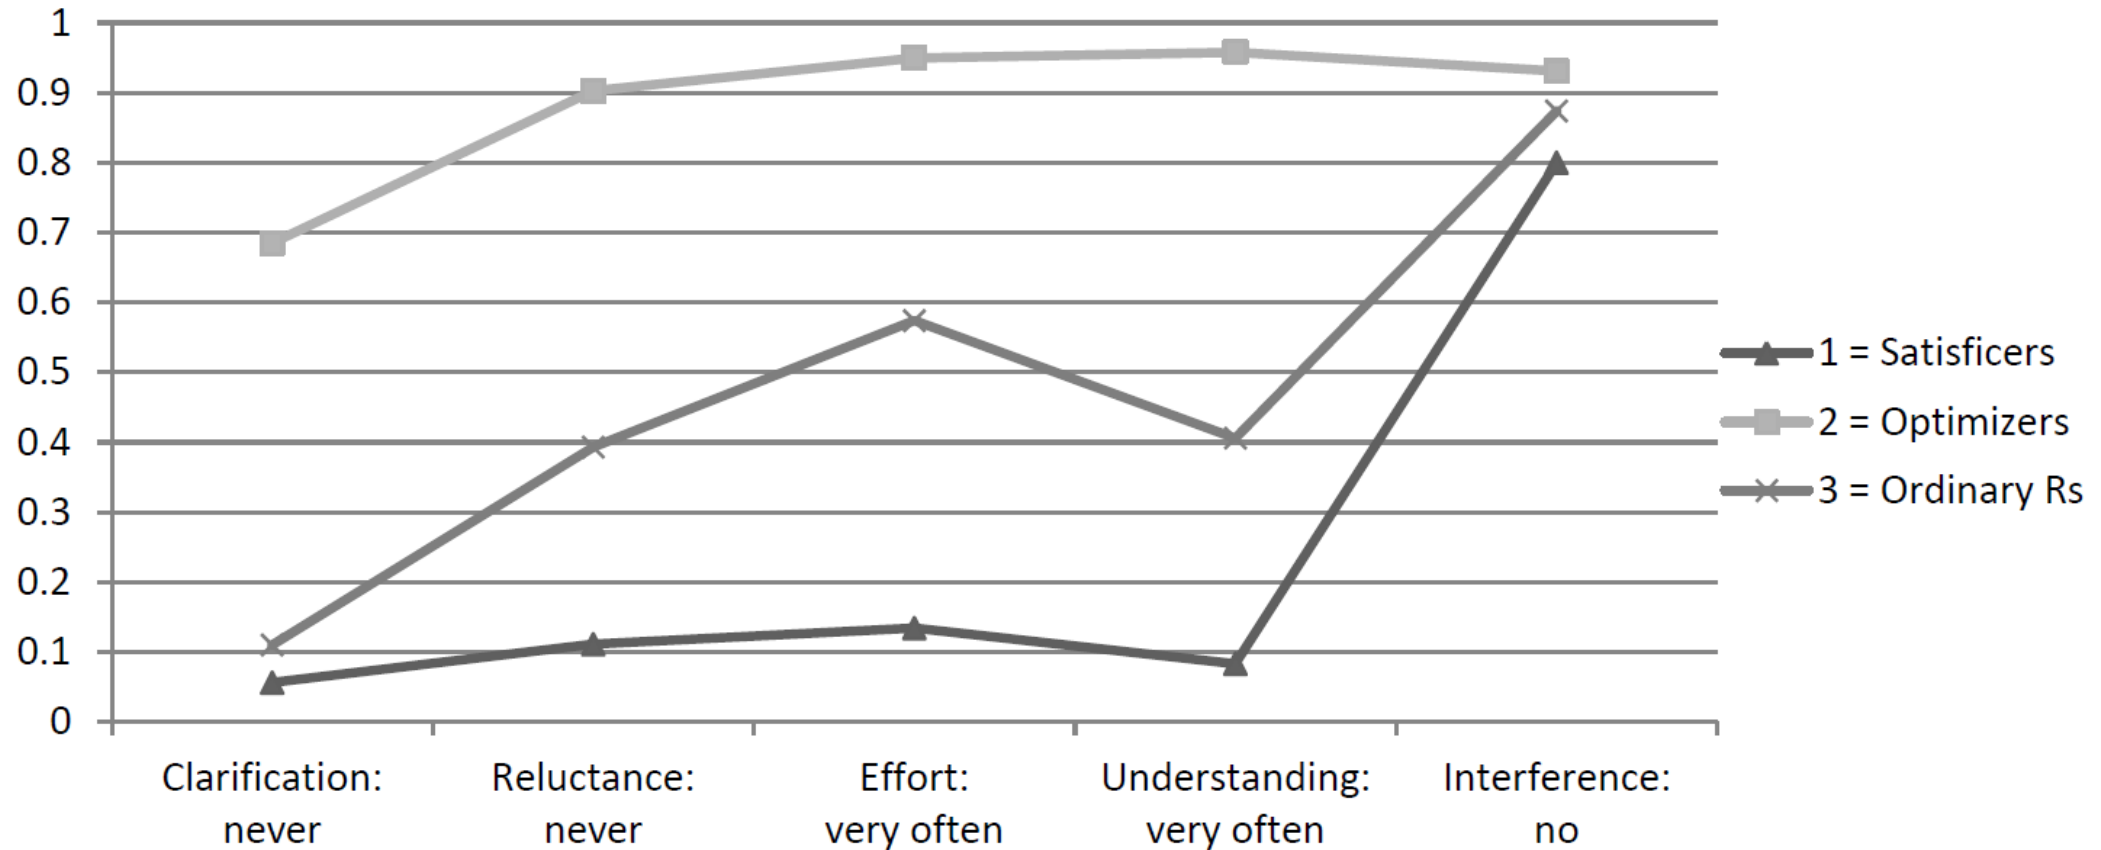 1
0.9
0.8
0.7
0.6
0.5
0.4
0.3
0.2
0.1
0
Clarification:
never
Reluctance:
never
Effort:
very often
Understanding:
very often
Interference:
no
1 = Satisficers
2 = Optimizers
3 = Ordinary Rs